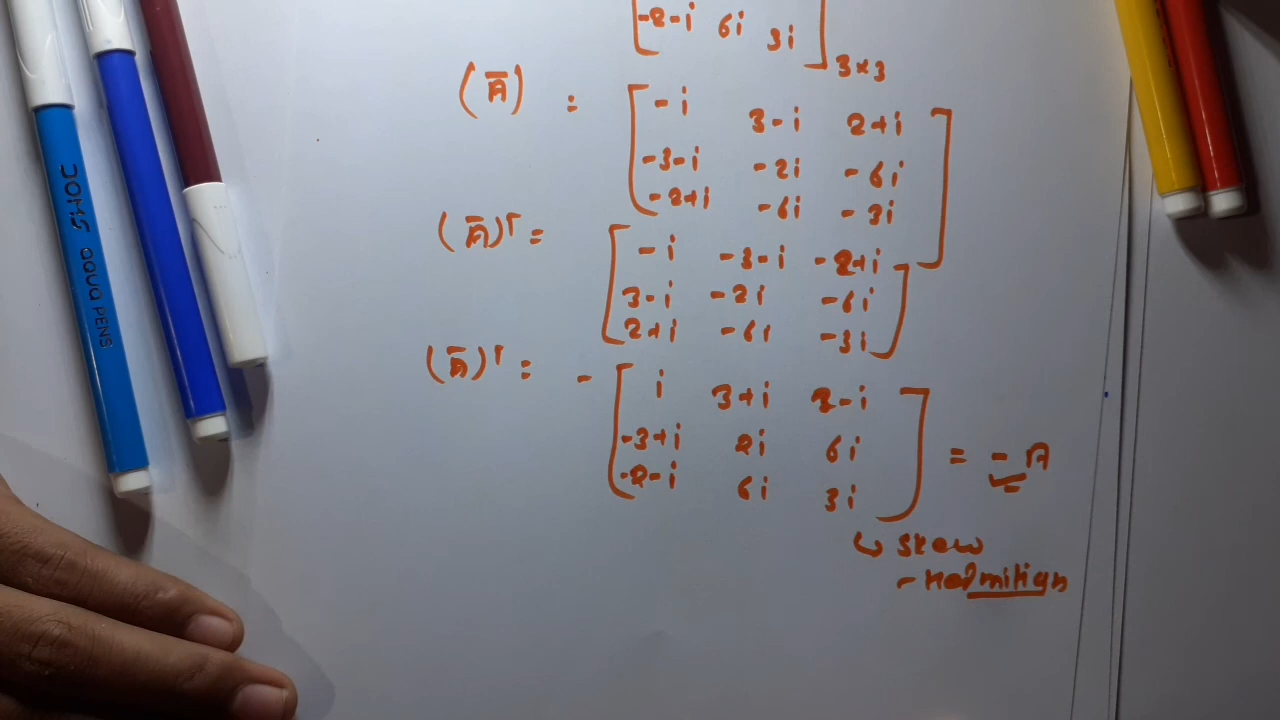 -2-i 6i 3i
3×3
(Ā) = -i 3-i 2+i
-3-i -2i -6i
-2+i -6i -3i
(Ā)ᵀ = -i -3-i -2+i
3-i -2i -6i
2+i -6i -3i
(Ā)ᵀ = - i 3+i 2-i
-3+i 2i 6i = -A
-2-i 6i 3i
skew
-Hermitian
DOMS AQUA PENS